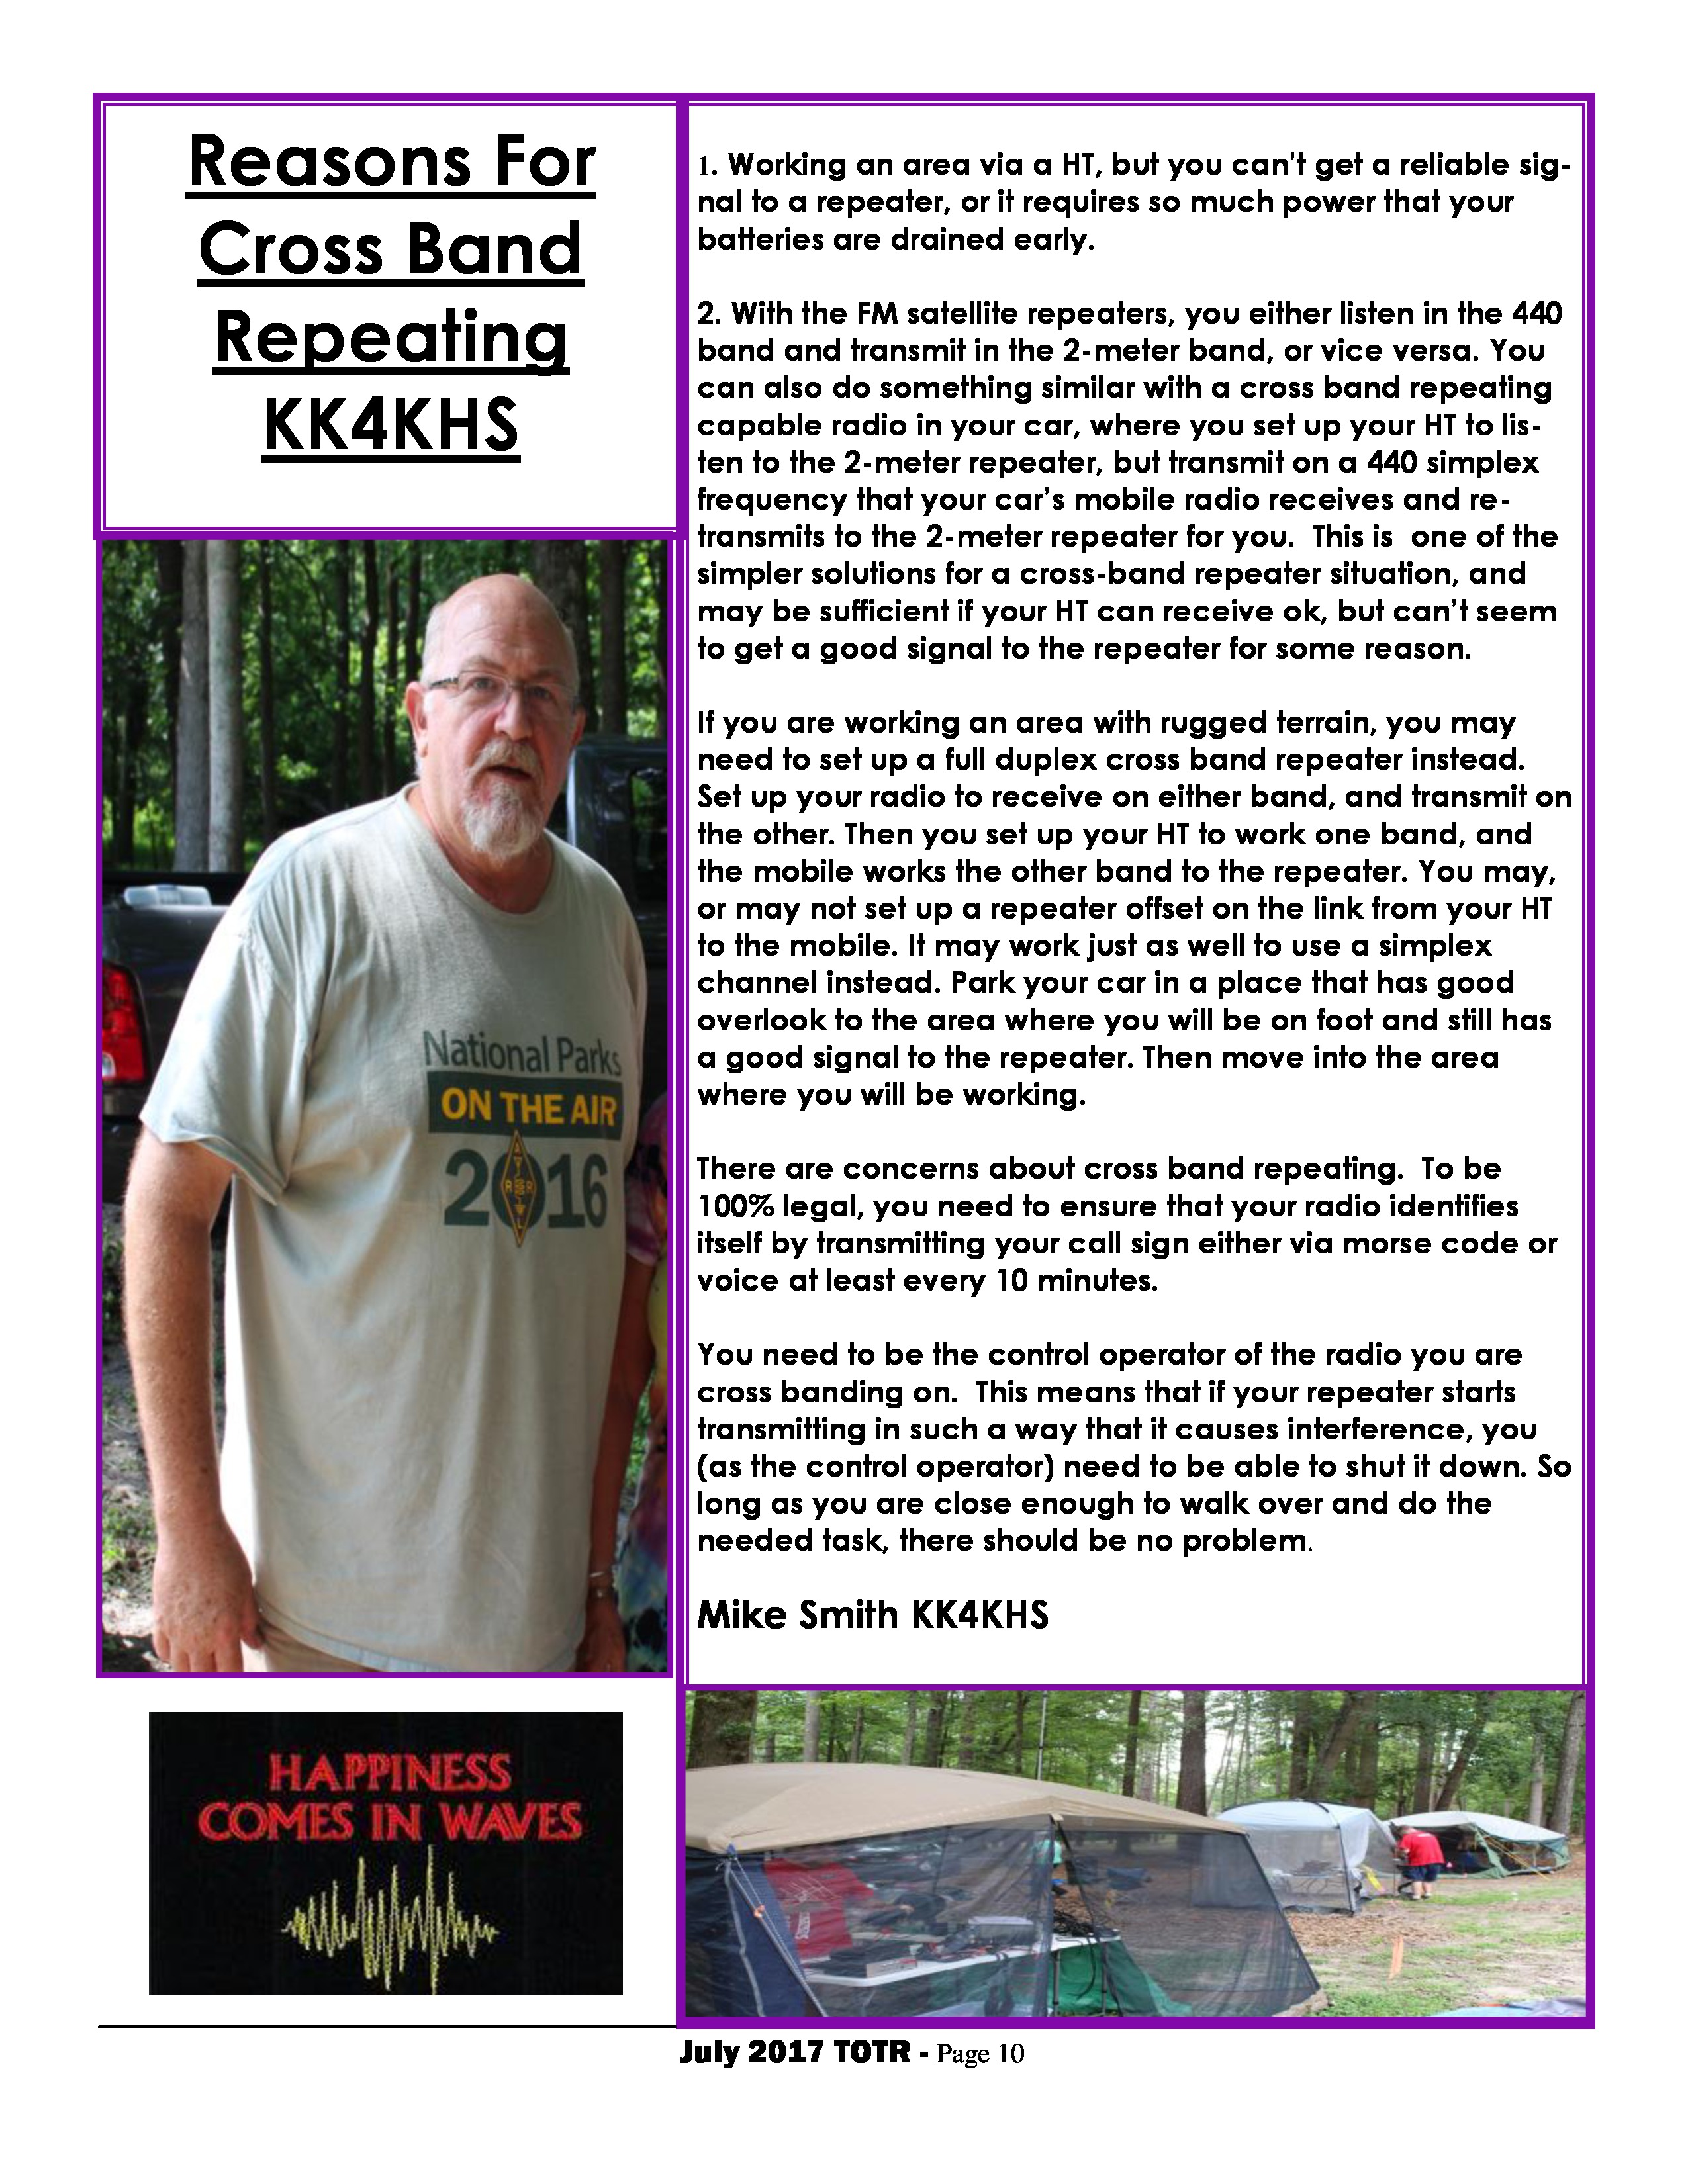 Reasons For
Cross Band
Repeating
KK4KHS
1. Working an area via a HT, but you can't get a reliable sig-
nal to a repeater, or it requires so much power that your
batteries are drained early.
2. With the FM satellite repeaters, you either listen in the 440
band and transmit in the 2-meter band, or vice versa. You
can also do something similar with a cross band repeating
capable radio in your car, where you set up your HT to lis-
ten to the 2-meter repeater, but transmit on a 440 simplex
frequency that your car's mobile radio receives and re-
transmits to the 2-meter repeater for you.  This is  one of the
simpler solutions for a cross-band repeater situation, and
may be sufficient if your HT can receive ok, but can't seem
to get a good signal to the repeater for some reason.
If you are working an area with rugged terrain, you may
need to set up a full duplex cross band repeater instead.
Set up your radio to receive on either band, and transmit on
the other. Then you set up your HT to work one band, and
the mobile works the other band to the repeater. You may,
or may not set up a repeater offset on the link from your HT
to the mobile. It may work just as well to use a simplex
channel instead. Park your car in a place that has good
overlook to the area where you will be on foot and still has
a good signal to the repeater. Then move into the area
where you will be working.
There are concerns about cross band repeating.  To be
100% legal, you need to ensure that your radio identifies
itself by transmitting your call sign either via morse code or
voice at least every 10 minutes.
You need to be the control operator of the radio you are
cross banding on.  This means that if your repeater starts
transmitting in such a way that it causes interference, you
(as the control operator) need to be able to shut it down. So
long as you are close enough to walk over and do the
needed task, there should be no problem.
Mike Smith KK4KHS
National Parks
ON THE AIR
2016
A
R R
L
HAPPINESS
COMES IN WAVES
July 2017 TOTR - Page 10